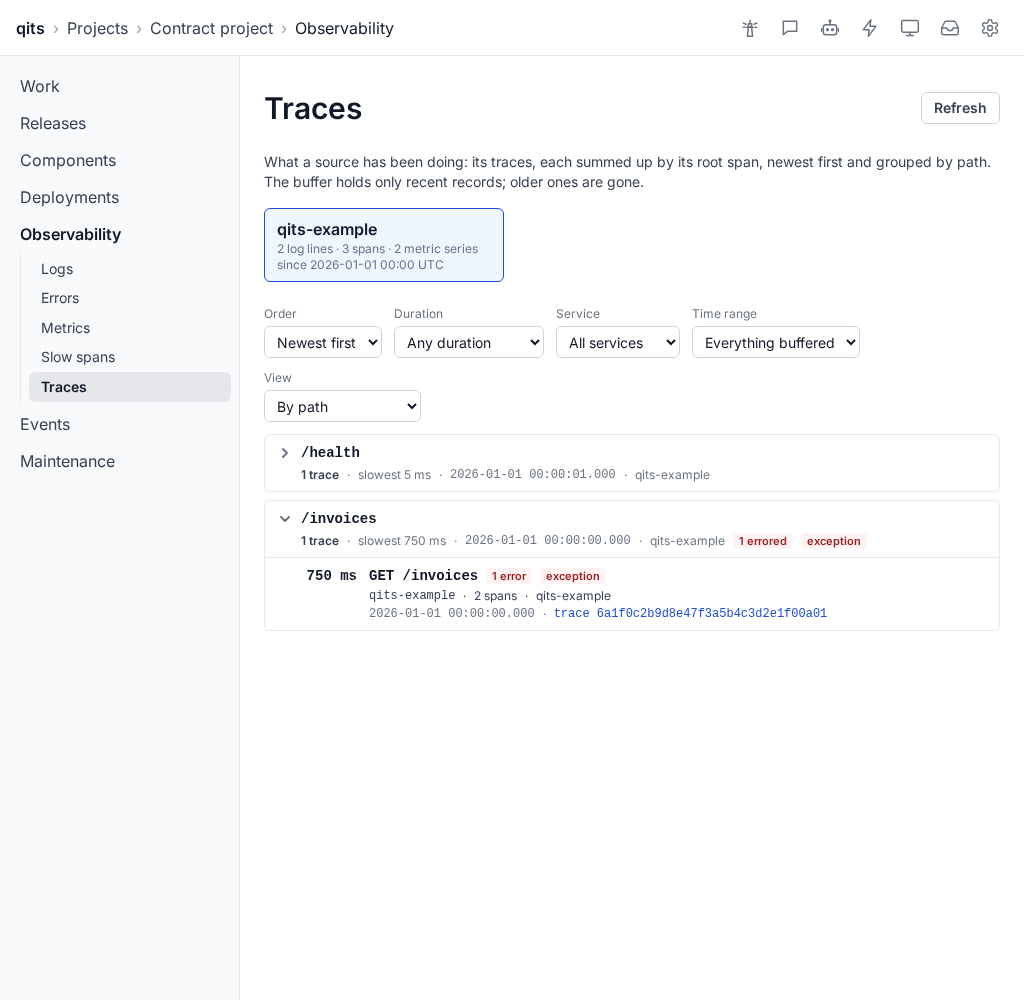 qits › Projects › Contract project › Observability
Work
Releases
Components
Deployments
Observability
Logs
Errors
Metrics
Slow spans
Traces
Events
Maintenance
Traces
Refresh
What a source has been doing: its traces, each summed up by its root span, newest first and grouped by path.
The buffer holds only recent records; older ones are gone.
qits-example
2 log lines · 3 spans · 2 metric series
since 2026-01-01 00:00 UTC
Order Duration Service Time range
Newest first Any duration All services Everything buffered
View
By path
/health
1 trace · slowest 5 ms · 2026-01-01 00:00:01.000 · qits-example
/invoices
1 trace · slowest 750 ms · 2026-01-01 00:00:00.000 · qits-example 1 errored exception
750 ms GET /invoices 1 error exception
qits-example · 2 spans · qits-example
2026-01-01 00:00:00.000 · trace 6a1f0c2b9d8e47f3a5b4c3d2e1f00a01